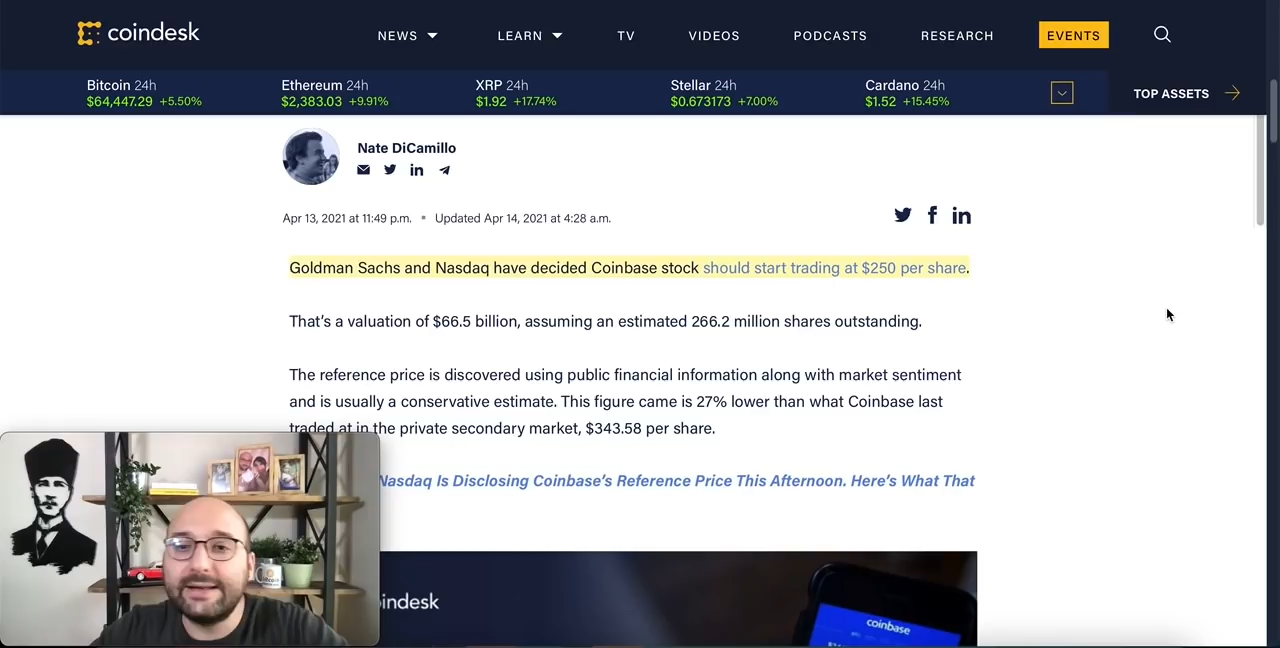 coindesk
NEWS
LEARN
TV
VIDEOS
PODCASTS
RESEARCH
EVENTS
Bitcoin 24h
$64,447.29 +5.50%
Ethereum 24h
$2,383.03 +9.91%
XRP 24h
$1.92 +17.74%
Stellar 24h
$0.673173 +7.00%
Cardano 24h
$1.52 +15.45%
TOP ASSETS
Nate DiCamillo
Apr 13, 2021 at 11:49 p.m. • Updated Apr 14, 2021 at 4:28 a.m.
Goldman Sachs and Nasdaq have decided Coinbase stock should start trading at $250 per share.
That's a valuation of $66.5 billion, assuming an estimated 266.2 million shares outstanding.
The reference price is discovered using public financial information along with market sentiment
and is usually a conservative estimate. This figure came is 27% lower than what Coinbase last
traded at in the private secondary market, $343.58 per share.
Nasdaq Is Disclosing Coinbase's Reference Price This Afternoon. Here's What That
indesk
coinbase